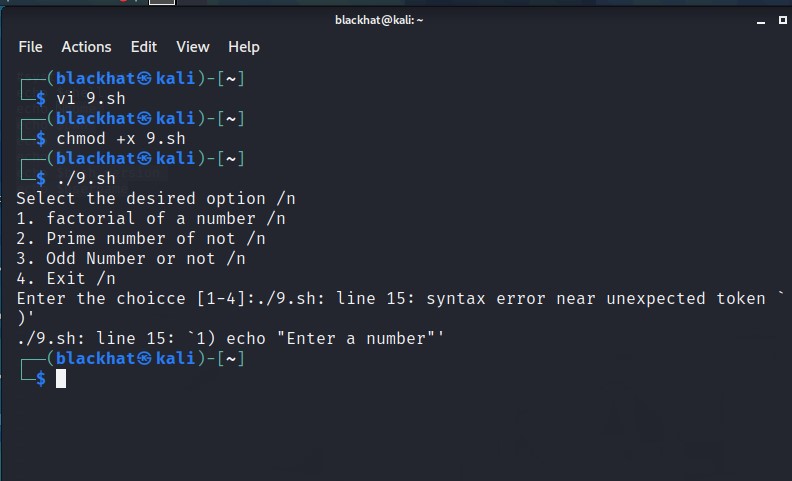 blackhat@kali: ~
File Actions Edit View Help
┌──(blackhat㉿kali)-[~]
└─$ vi 9.sh
┌──(blackhat㉿kali)-[~]
└─$ chmod +x 9.sh
┌──(blackhat㉿kali)-[~]
└─$ ./9.sh
Select the desired option /n
1. factorial of a number /n
2. Prime number of not /n
3. Odd Number or not /n
4. Exit /n
Enter the choicce [1-4]:./9.sh: line 15: syntax error near unexpected token `
)'
./9.sh: line 15: `1) echo "Enter a number"'
┌──(blackhat㉿kali)-[~]
└─$